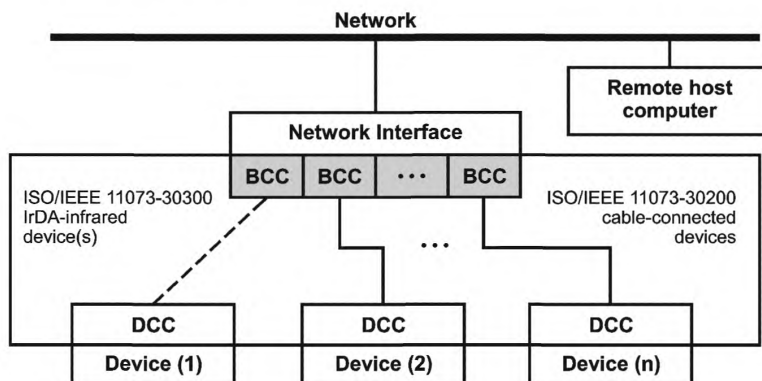 Network
Remote host
computer
Network Interface
BCC BCC ... BCC
ISO/IEEE 11073-30300
IrDA-infrared
device(s)
ISO/IEEE 11073-30200
cable-connected
devices
...
DCC DCC DCC
Device (1) Device (2) Device (n)